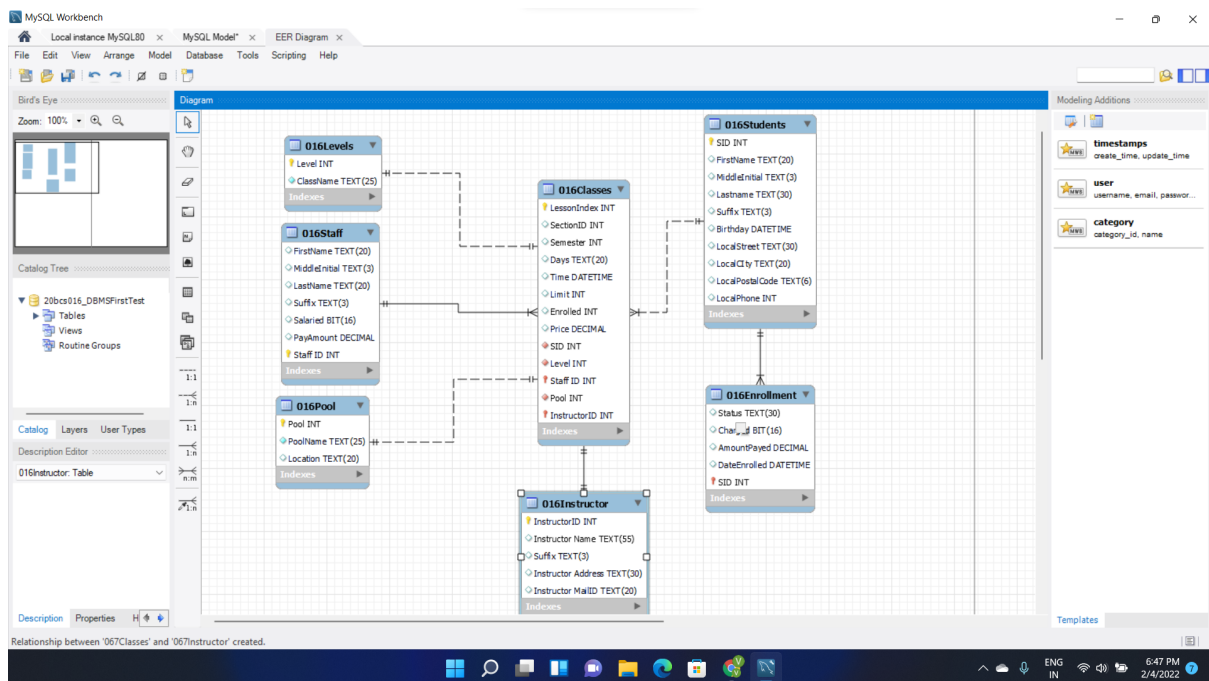 MySQL Workbench
Local instance MySQL80 × MySQL Model* × EER Diagram ×
File Edit View Arrange Model Database Tools Scripting Help
Bird's Eye
Zoom: 100%
Catalog Tree
20bcs016_DBMSFirstTest
Tables
Views
Routine Groups
Catalog Layers User Types
Description Editor
016Instructor: Table
Description Properties H
Diagram
1:1
1:n
1:1
1:n
n:m
1:n
016Levels
Level INT
ClassName TEXT(25)
Indexes
016Staff
FirstName TEXT(20)
MiddleInitial TEXT(3)
LastName TEXT(20)
Suffix TEXT(3)
Salaried BIT(16)
PayAmount DECIMAL
Staff ID INT
Indexes
016Pool
Pool INT
PoolName TEXT(25)
Location TEXT(20)
Indexes
016Classes
LessonIndex INT
SectionID INT
Semester INT
Days TEXT(20)
Time DATETIME
Limit INT
Enrolled INT
Price DECIMAL
SID INT
Level INT
Staff ID INT
Pool INT
InstructorID INT
Indexes
016Instructor
InstructorID INT
Instructor Name TEXT(55)
Suffix TEXT(3)
Instructor Address TEXT(30)
Instructor MailID TEXT(20)
Indexes
016Students
SID INT
FirstName TEXT(20)
MiddleInitial TEXT(3)
Lastname TEXT(30)
Suffix TEXT(3)
Birthday DATETIME
LocalStreet TEXT(30)
LocalCIty TEXT(20)
LocalPostalCode TEXT(6)
LocalPhone INT
Indexes
016Enrollment
Status TEXT(30)
BIT(16)
AmountPayed DECIMAL
DateEnrolled DATETIME
SID INT
Indexes
Modeling Additions
timestamps
create_time, update_time
user
username, email, passwor...
category
category_id, name
Templates
Relationship between '067Classes' and '067Instructor' created.
ENG
IN
6:47 PM
2/4/2022
7